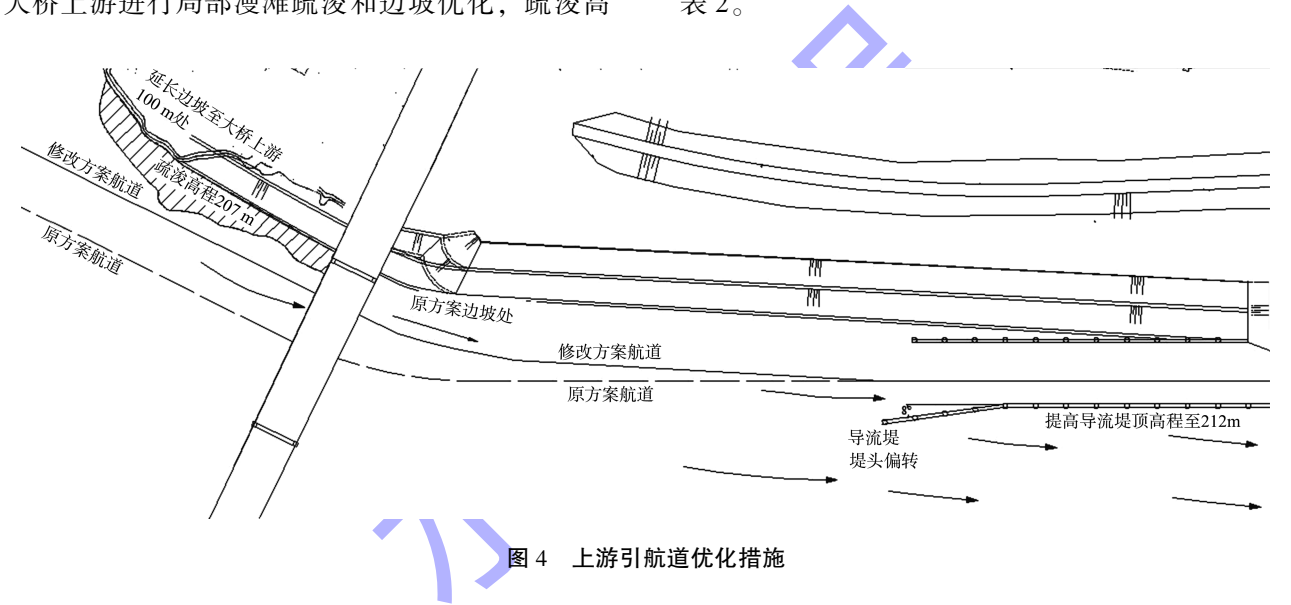 大桥上游进行局部漫滩疏浚和边坡优化，疏浚高
表 2。
延长边坡至大桥上游
100 m处
修改方案航道
疏浚高程207 m
原方案航道
原方案边坡处
修改方案航道
原方案航道
8°
提高导流堤顶高程至212m
导流堤
堤头偏转
图 4 上游引航道优化措施